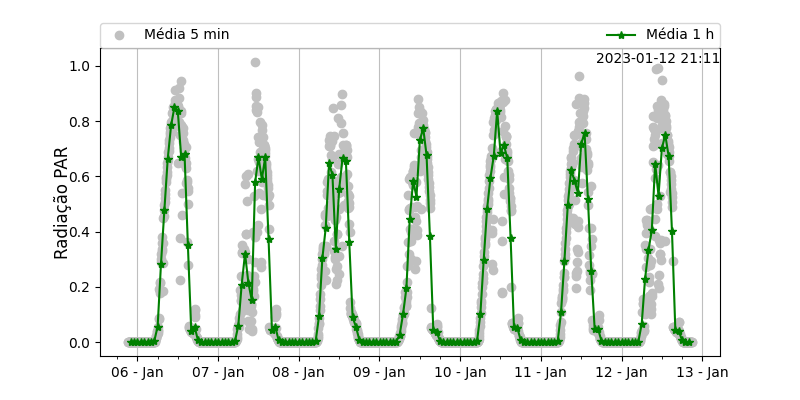 Média 5 min
Média 1 h
2023-01-12 21:11
Radiação PAR
1.0
0.8
0.6
0.4
0.2
0.0
06 - Jan
07 - Jan
08 - Jan
09 - Jan
10 - Jan
11 - Jan
12 - Jan
13 - Jan